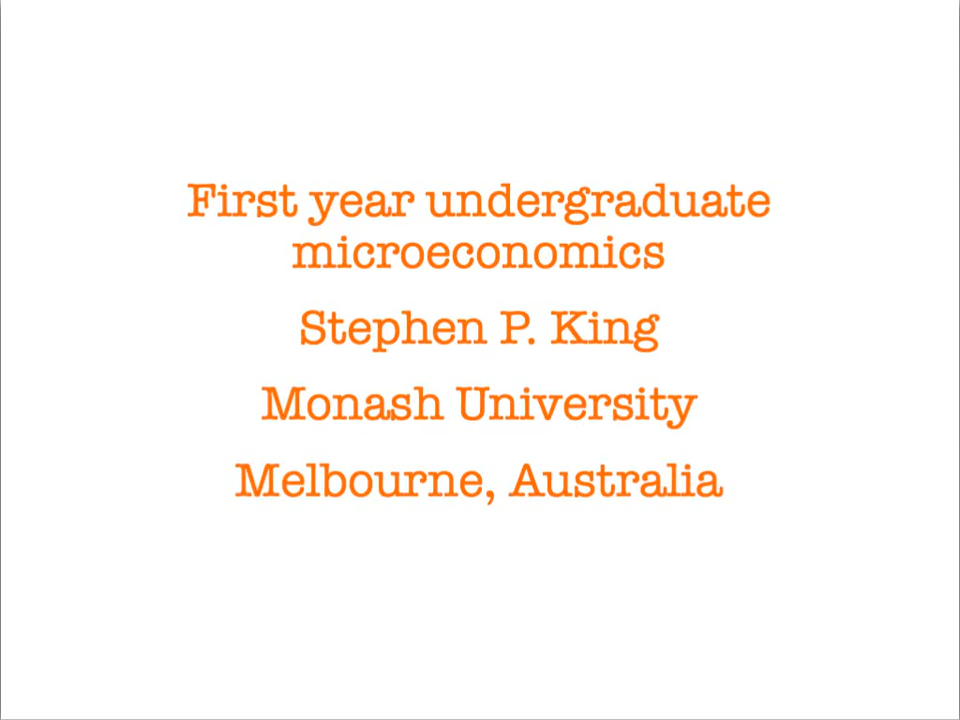 First year undergraduate
microeconomics
Stephen P. King
Monash University
Melbourne, Australia